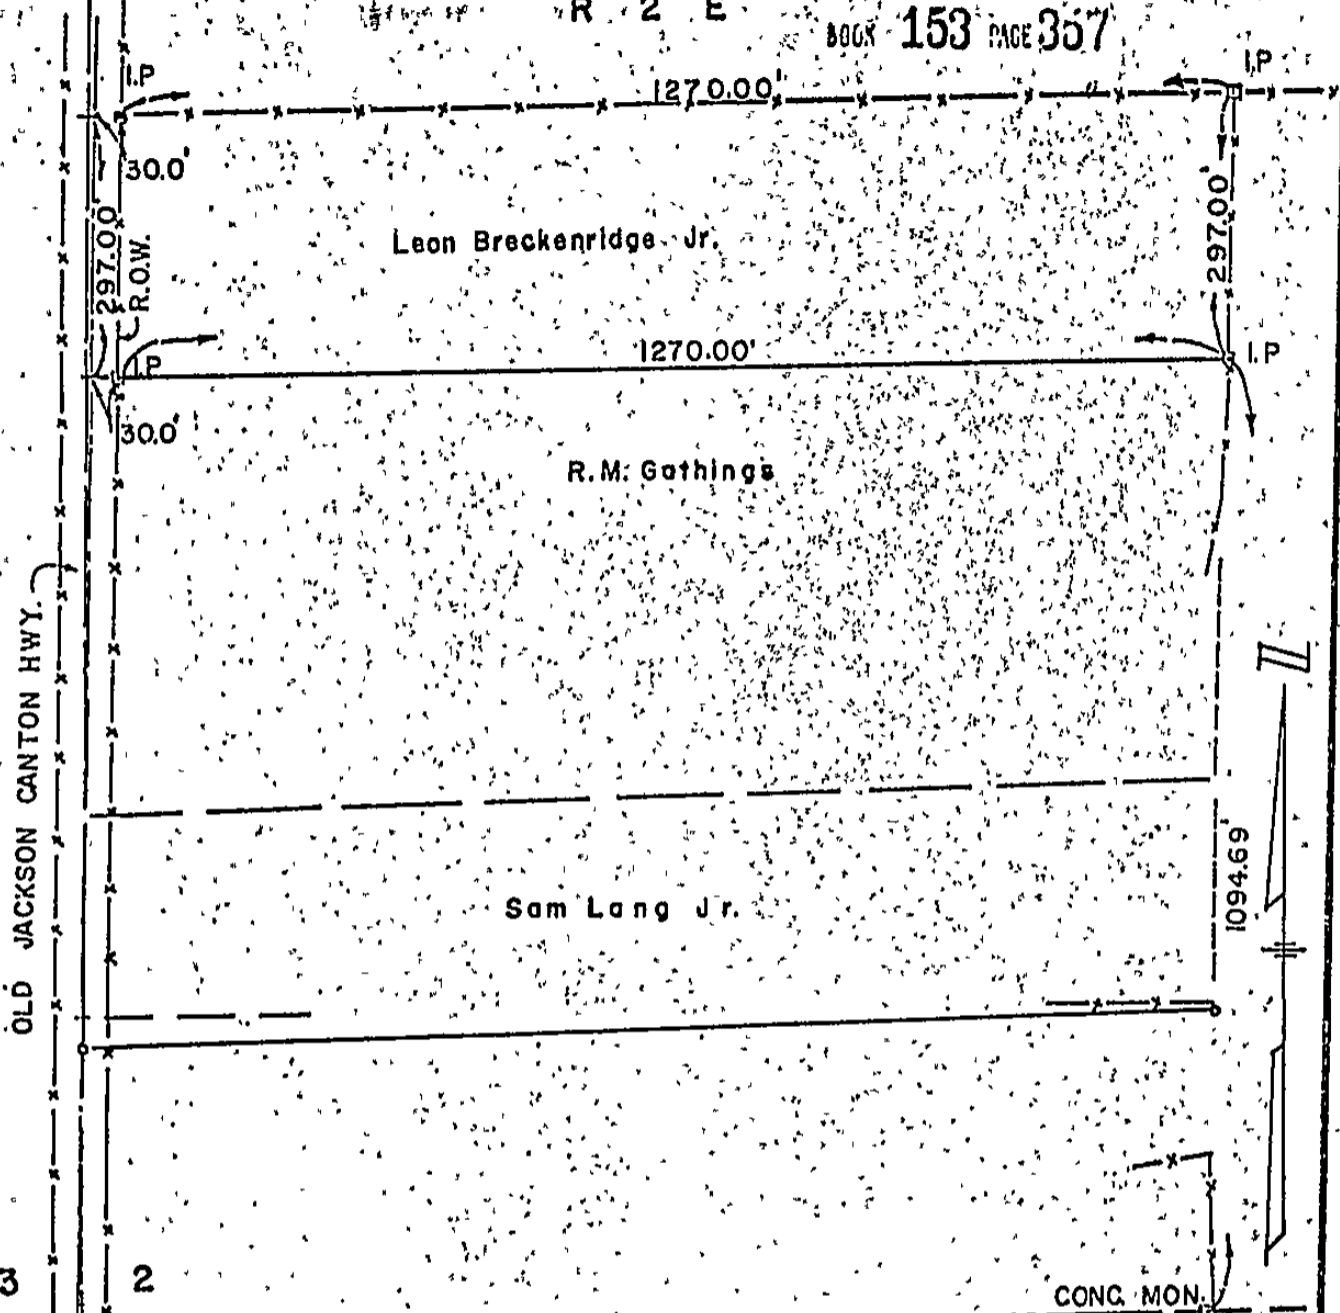 R 2 E
BOOK 153 PAGE 357
I.P
1270.00'
I.P
30.0'
297.00'
R.O.W.
297.00'
Leon Breckenridge Jr.
I.P
1270.00'
I.P
30.0'
R.M. Gathings
OLD JACKSON CANTON HWY.
Sam Lang Jr.
1094.69'
3
2
CONC. MON.